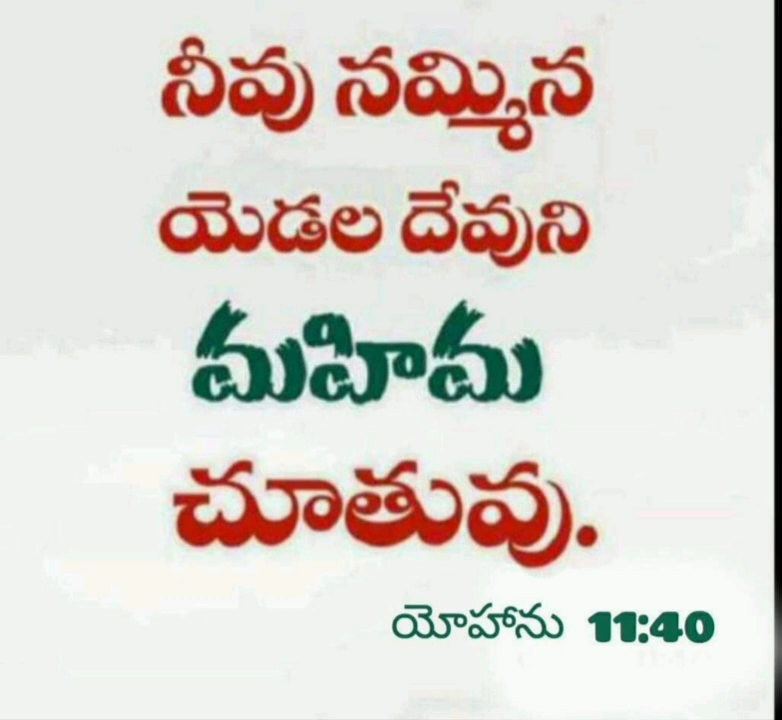 నీవు నమ్మిన
యెడల దేవుని
మహిమ
చూతువు.
యోహాను 11:40